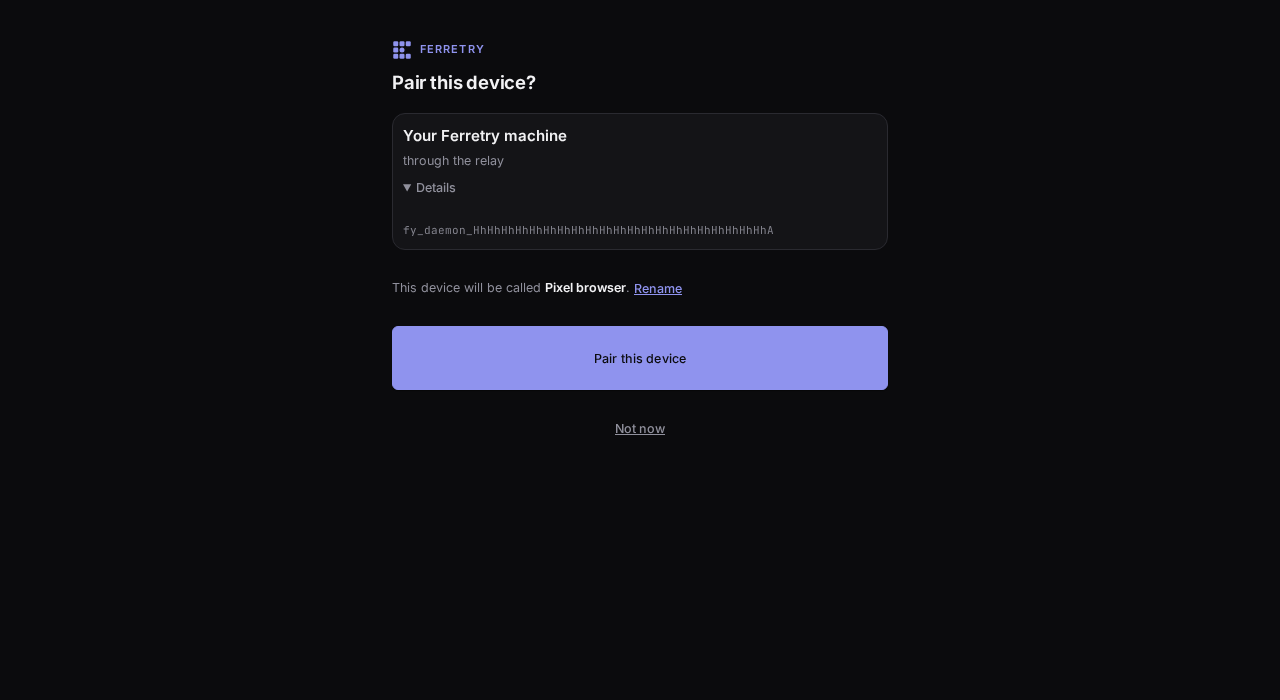 FERRETRY
Pair this device?
Your Ferretry machine
through the relay
▼ Details
fy_daemon_HhHhHhHhHhHhHhHhHhHhHhHhHhHhHhHhHhHhHhHhHhA
This device will be called Pixel browser. Rename
Pair this device
Not now